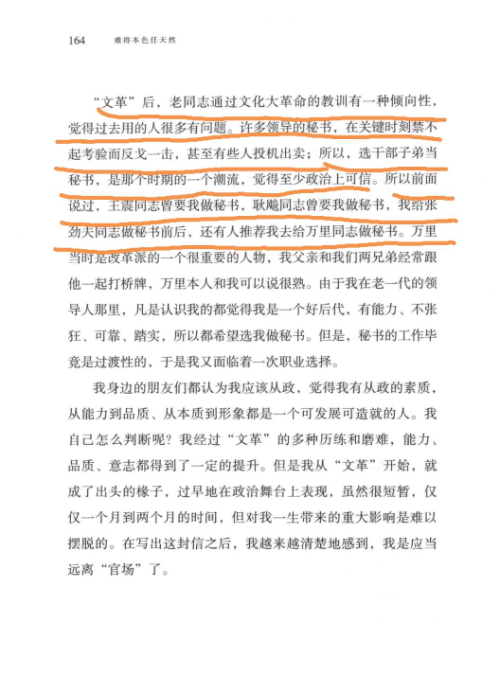 164 难得本色任天然
“文革”后，老同志通过文化大革命的教训有一种倾向性，
觉得过去用的人很多有问题。许多领导的秘书，在关键时刻禁不
起考验而反戈一击，甚至有些人投机出卖；所以，选干部子弟当
秘书，是那个时期的一个潮流，觉得至少政治上可信。所以前面
说过，王震同志曾要我做秘书，耿飚同志曾要我做秘书，我给张
劲夫同志做秘书前后，还有人推荐我去给万里同志做秘书。万里
当时是改革派的一个很重要的人物，我父亲和我们两兄弟经常跟
他一起打桥牌，万里本人和我可以说很熟。由于我在老一代的领
导人那里，凡是认识我的都觉得我是一个好后代，有能力、不张
狂、可靠、踏实，所以都希望选我做秘书。但是，秘书的工作毕
竟是过渡性的，于是我又面临着一次职业选择。
我身边的朋友们都认为我应该从政，觉得我有从政的素质，
从能力到品质、从本质到形象都是一个可发展可造就的人。我
自己怎么判断呢？我经过“文革”的多种历练和磨难，能力、
品质、意志都得到了一定的提升。但是我从“文革”开始，就
成了出头的椽子，过早地在政治舞台上表现，虽然很短暂，仅
仅一个月到两个月的时间，但对我一生带来的重大影响是难以
摆脱的。在写出这封信之后，我越来越清楚地感到，我是应当
远离“官场”了。